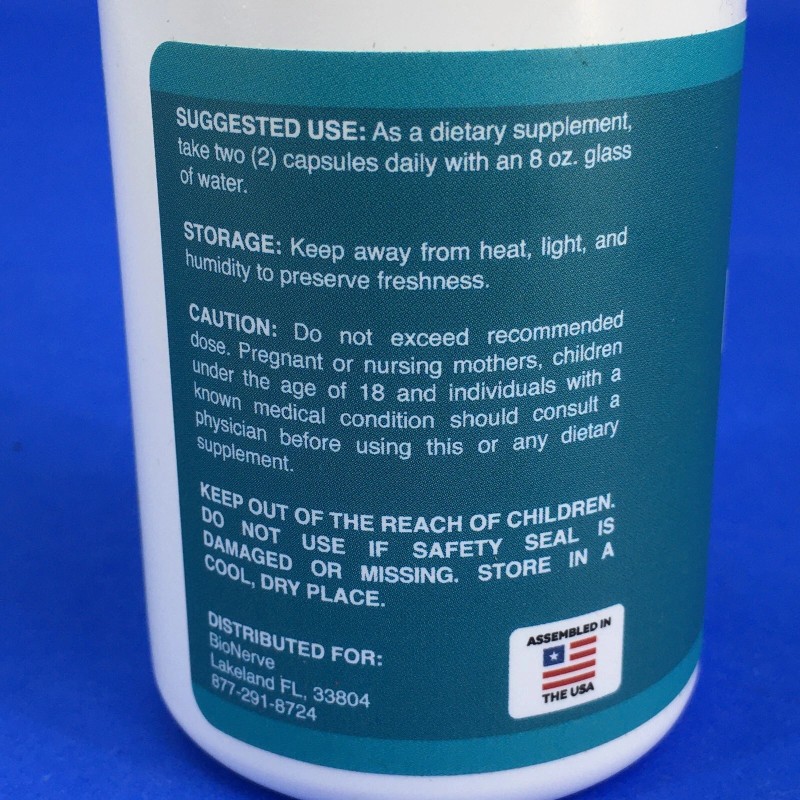 SUGGESTED USE: As a dietary supplement,
take two (2) capsules daily with an 8 oz. glass
of water.
STORAGE: Keep away from heat, light, and
humidity to preserve freshness.
CAUTION: Do not exceed recommended
dose. Pregnant or nursing mothers, children
under the age of 18 and individuals with a
known medical condition should consult a
physician before using this or any dietary
supplement.
KEEP OUT OF THE REACH OF CHILDREN.
DO NOT USE IF SAFETY SEAL IS
DAMAGED OR MISSING. STORE IN A
COOL, DRY PLACE.
DISTRIBUTED FOR:
BioNerve
Lakeland FL, 33804
877-291-8724
ASSEMBLED IN
THE USA